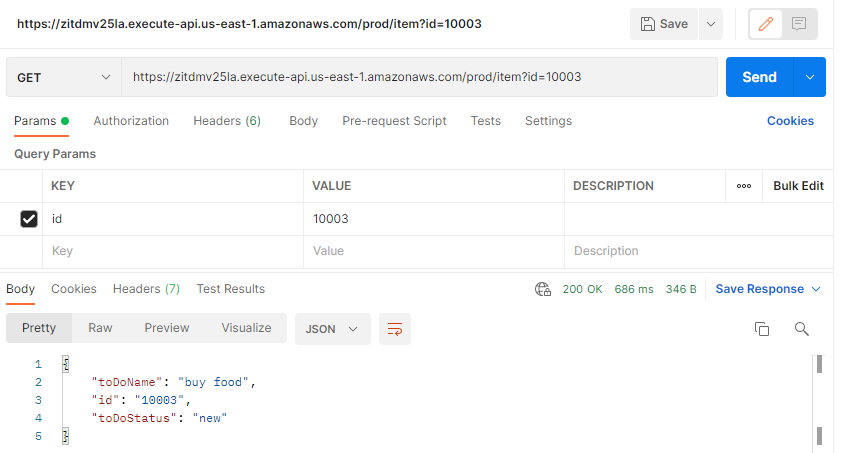 https://zitdmv25la.execute-api.us-east-1.amazonaws.com/prod/item?id=10003 Save
GET https://zitdmv25la.execute-api.us-east-1.amazonaws.com/prod/item?id=10003 Send
Params Authorization Headers (6) Body Pre-request Script Tests Settings Cookies
Query Params
KEY VALUE DESCRIPTION ooo Bulk Edit
id 10003
Key Value Description
Body Cookies Headers (7) Test Results 200 OK 686 ms 346 B Save Response
Pretty Raw Preview Visualize JSON
1 {
2 "toDoName": "buy food",
3 "id": "10003",
4 "toDoStatus": "new"
5 }